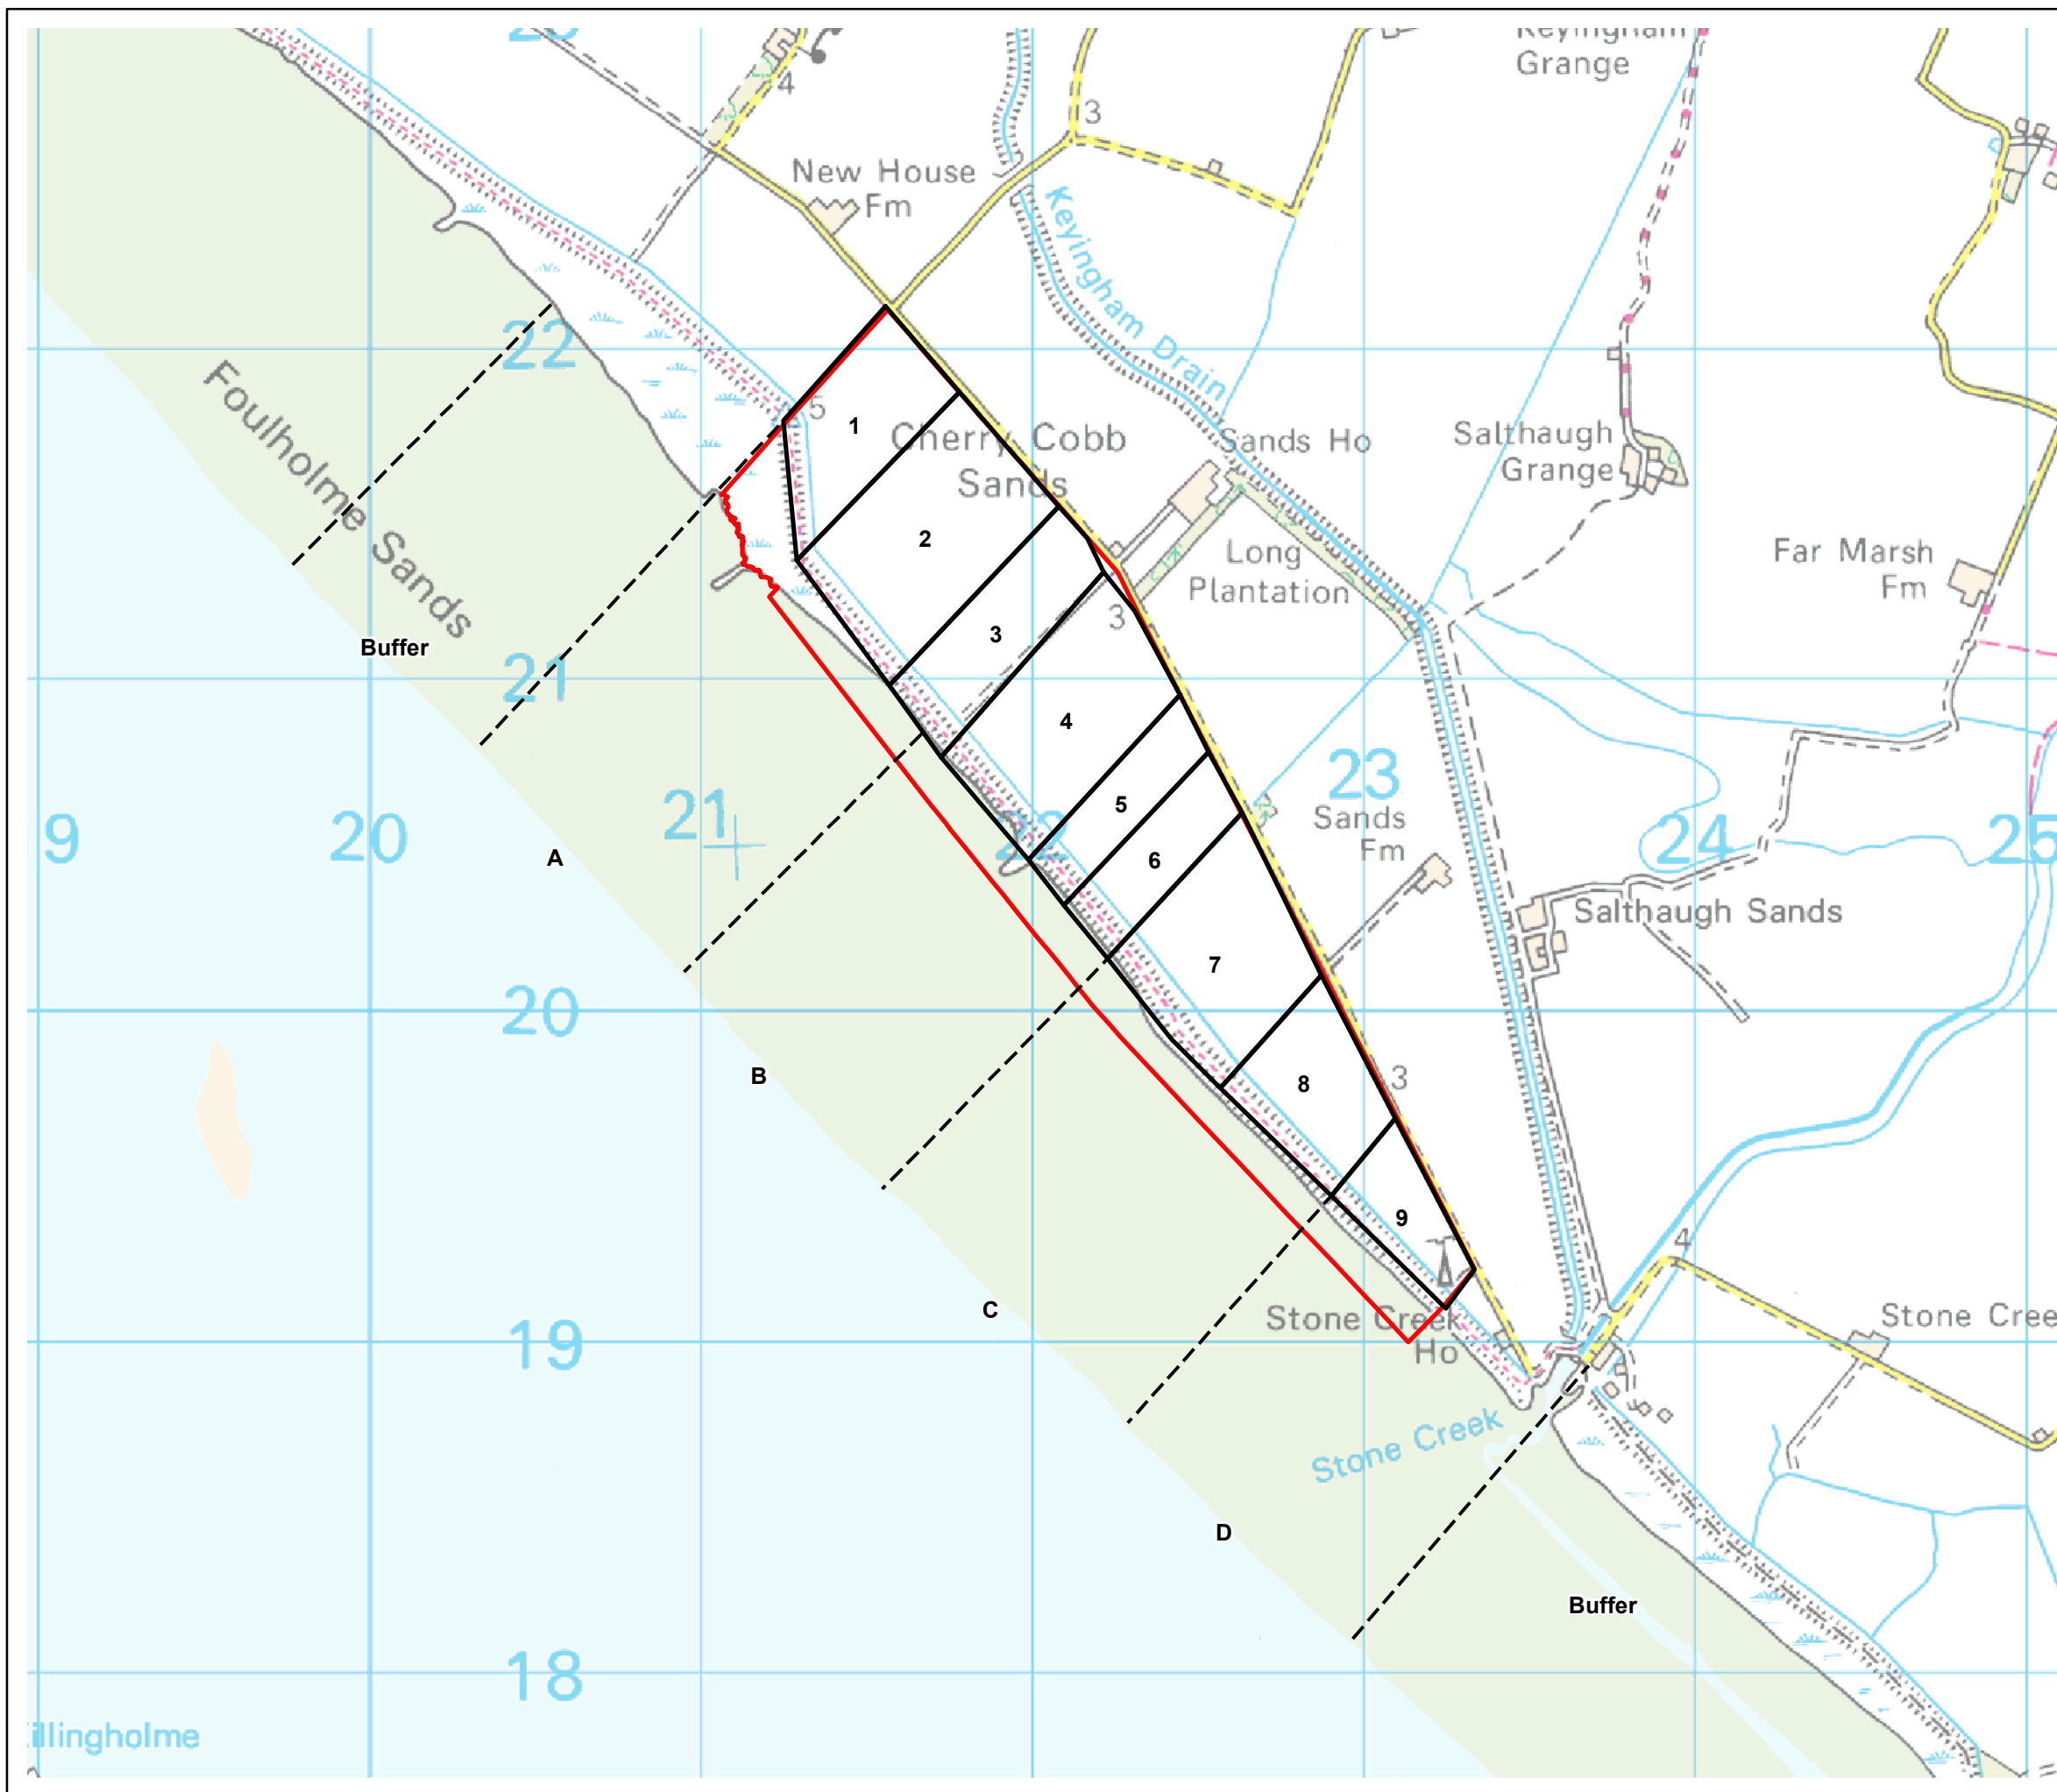 Grange
4
3
New House
Fm
Keyingham Drain
22
Foulholme Sands
5
1
Cherry Cobb
Sands
Sands Ho
Salthaugh
Grange
2
Long
Plantation
Far Marsh
Fm
3
3
Buffer
21
4
5
6
23
Sands
Fm
9
20
21
22
24
25
A
Salthaugh Sands
7
20
B
8
3
9
4
C
Stone Creek
Ho
19
Stone Creek
D
Buffer
18